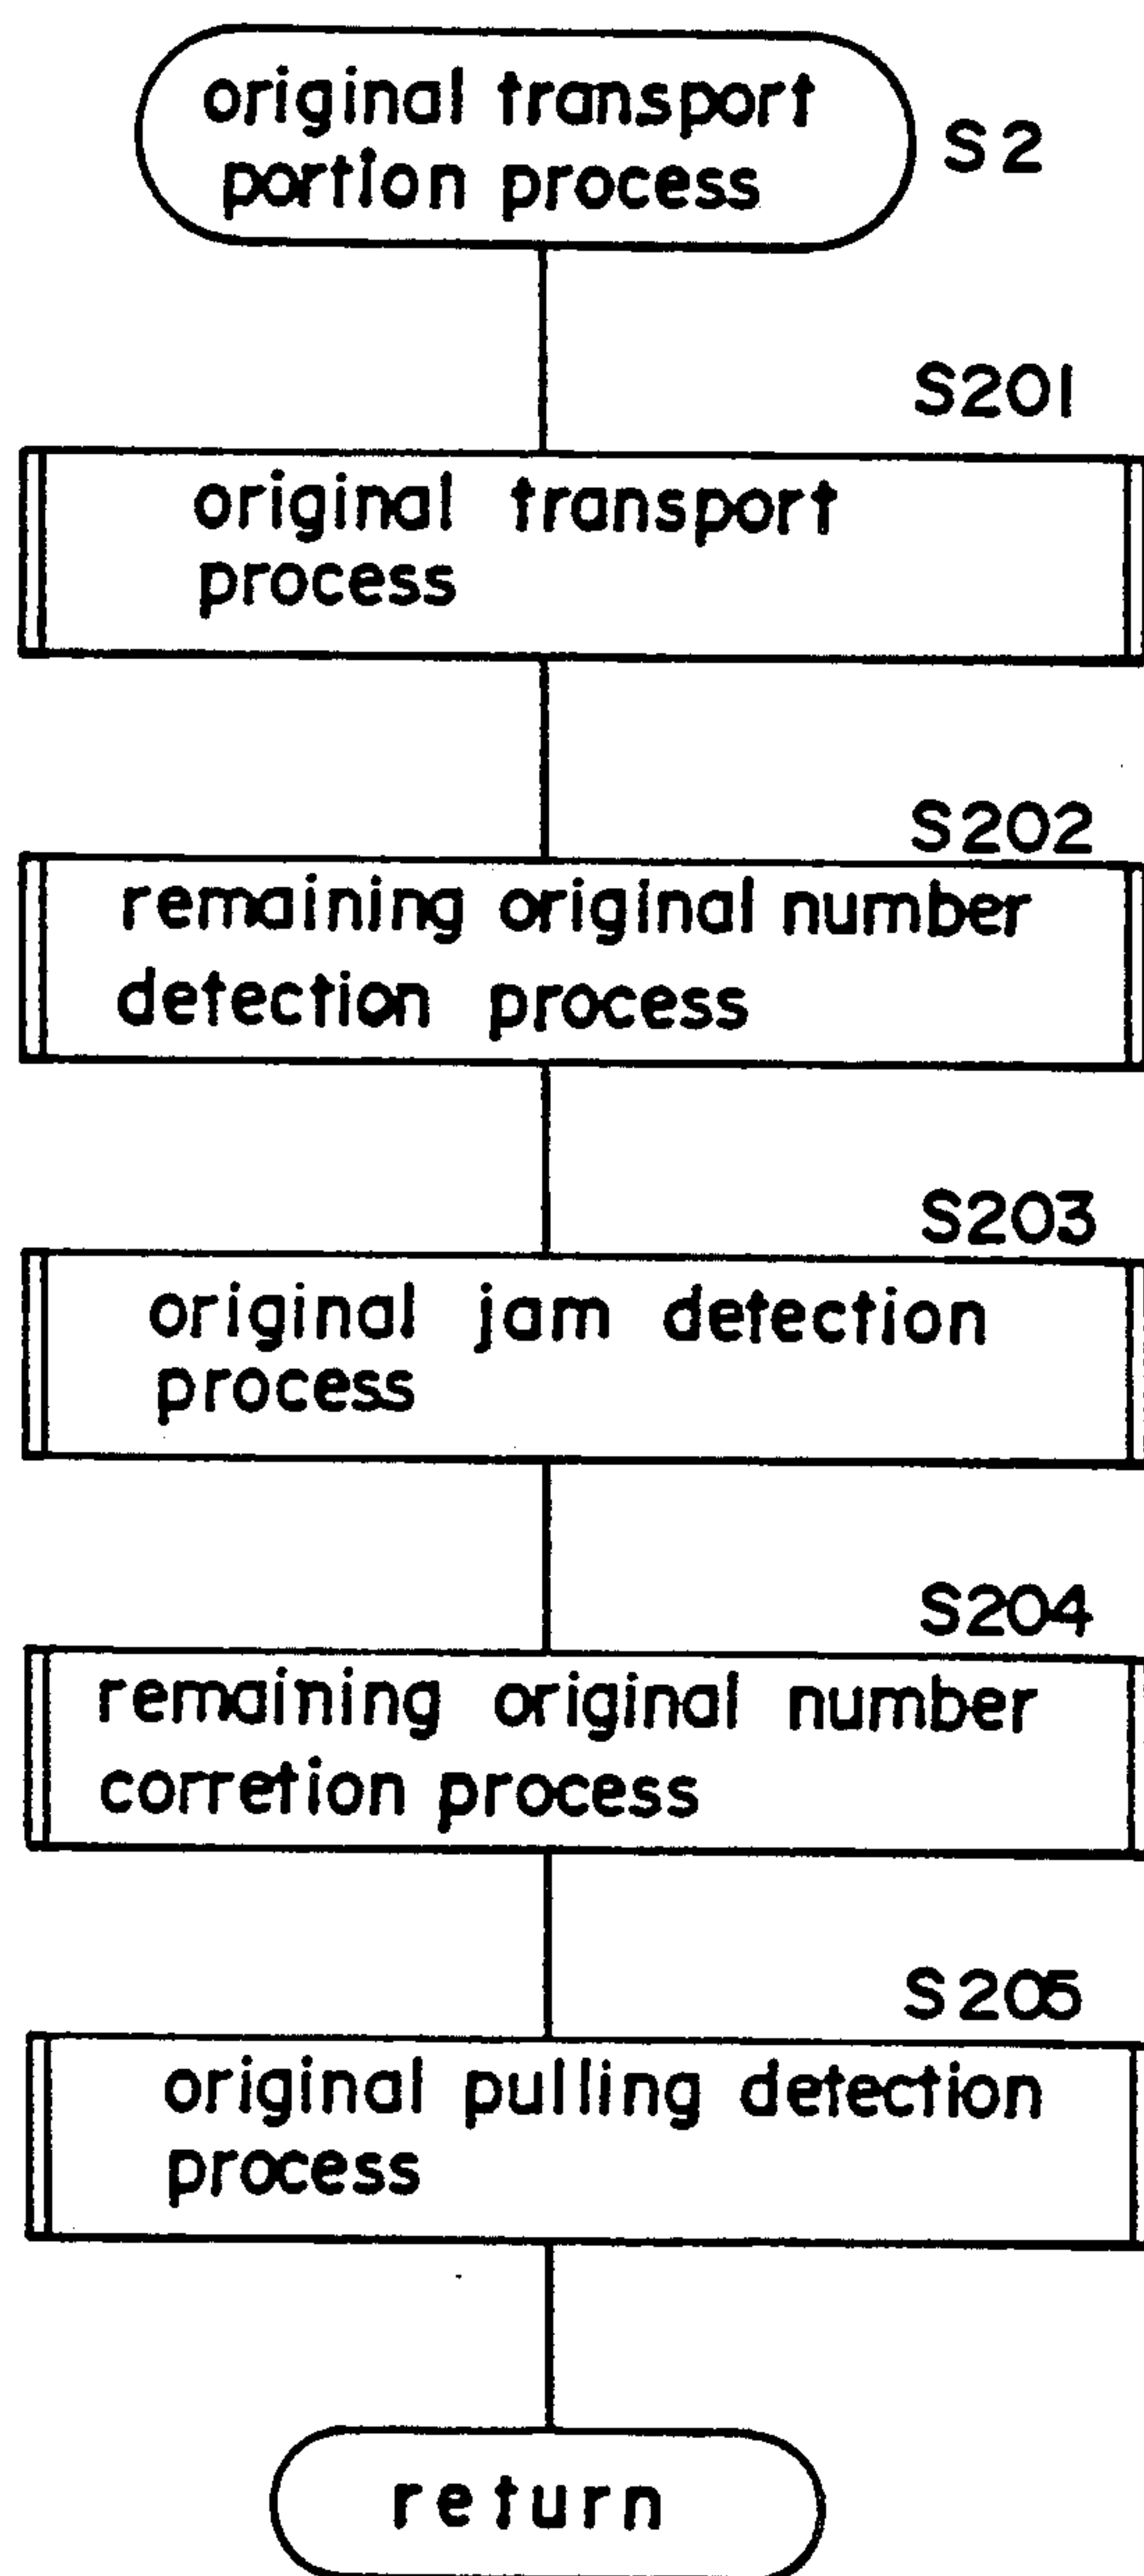 original transport
portion process
S2
S201
original transport
process
S202
remaining original number
detection process
S203
original jam detection
process
S204
remaining original number
corretion process
S205
original pulling detection
process
return